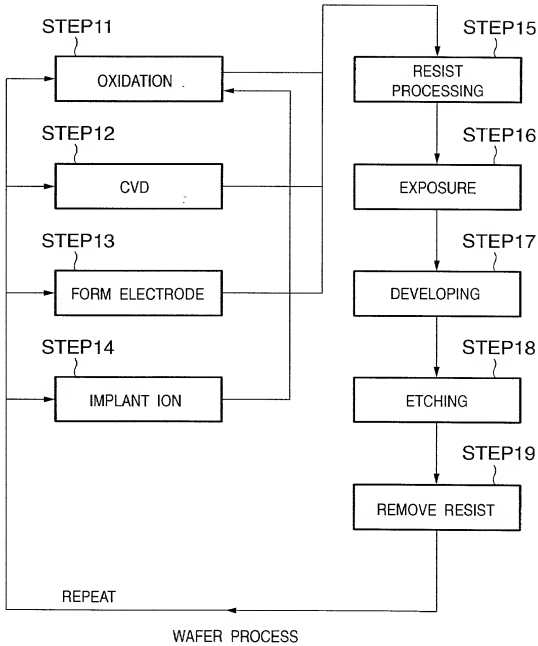 STEP11
OXIDATION
STEP12
CVD
STEP13
FORM ELECTRODE
STEP14
IMPLANT ION
STEP15
RESIST
PROCESSING
STEP16
EXPOSURE
STEP17
DEVELOPING
STEP18
ETCHING
STEP19
REMOVE RESIST
REPEAT
WAFER PROCESS